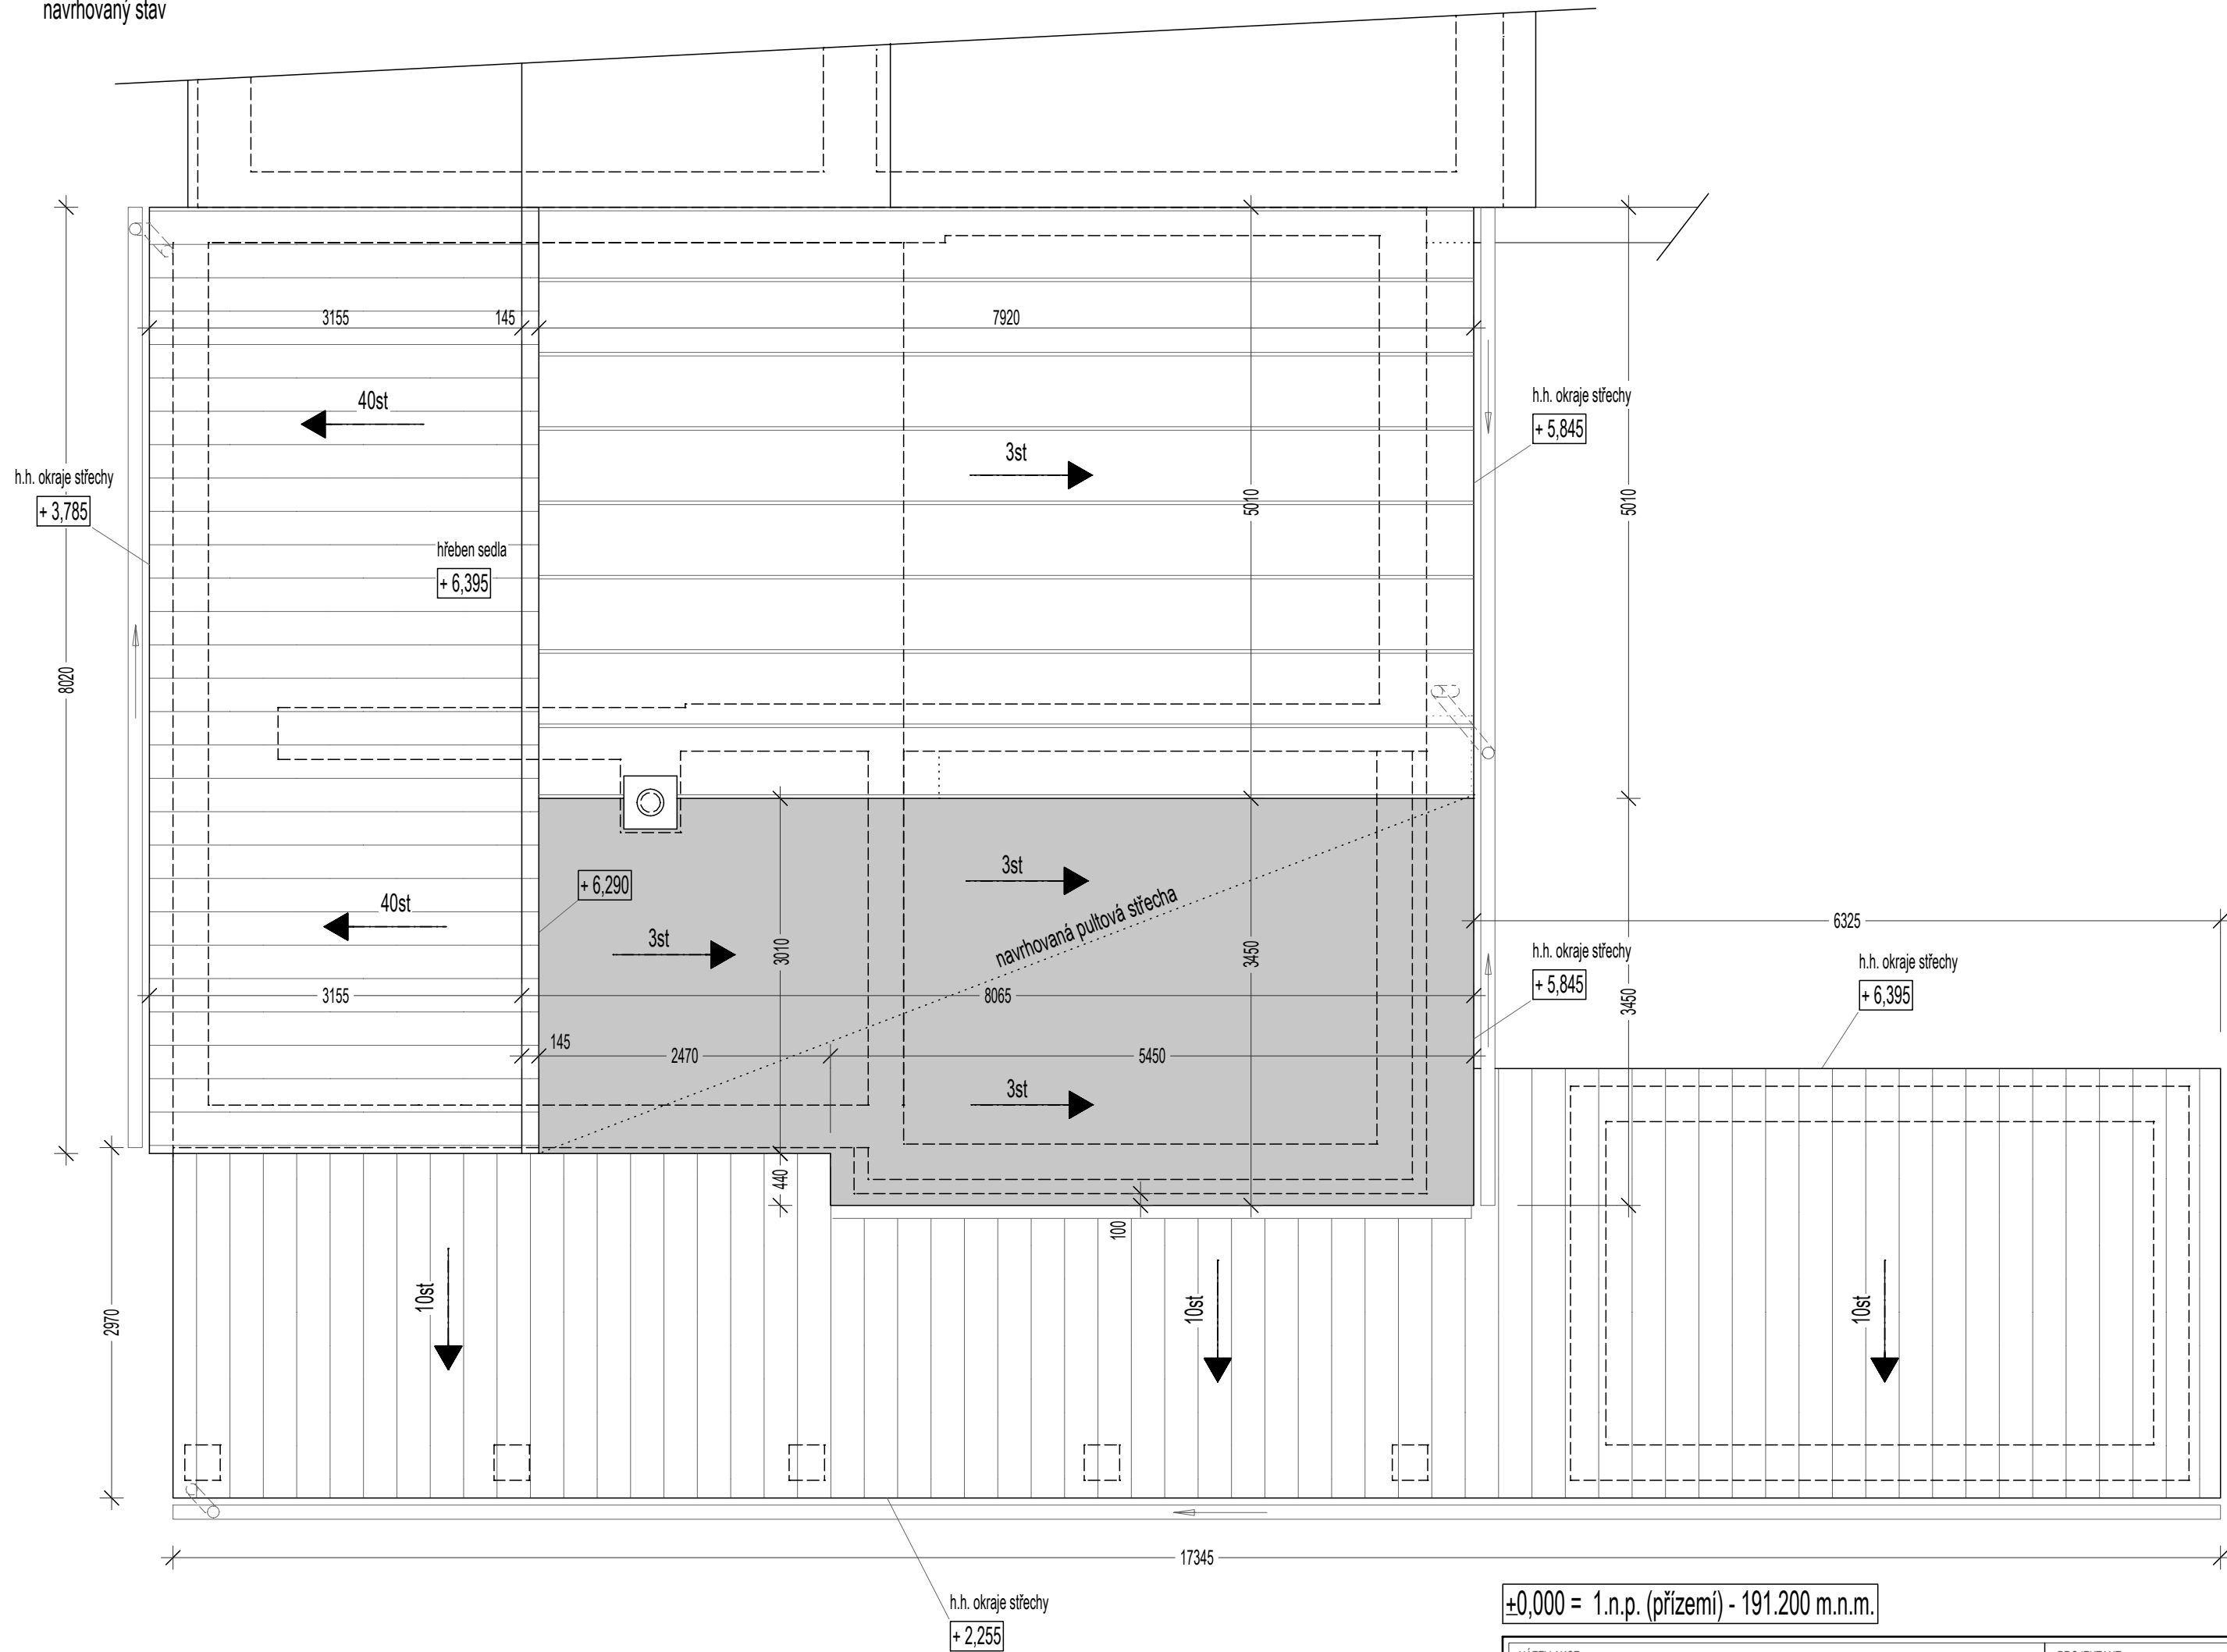 navrhovaný stav
3155
145
7920
40st
3st
h.h. okraje střechy
+ 5,845
h.h. okraje střechy
+ 3,785
5010
5010
hřeben sedla
+ 6,395
8020
+ 6,290
40st
3st
3st
navrhovaná pultová střecha
3010
3450
6325
h.h. okraje střechy
+ 5,845
h.h. okraje střechy
+ 6,395
3450
3155
8065
145
2470
5450
3st
440
100
2970
10st
10st
10st
17345
h.h. okraje střechy
+ 2,255
±0,000 = 1.n.p. (přízemí) - 191.200 m.n.m.